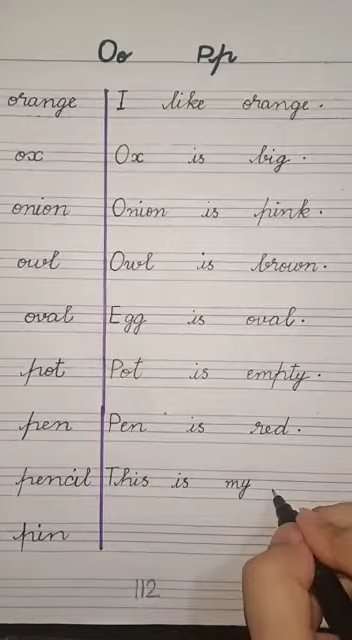 Oo Pp
orange I like orange.
ox Ox is big.
onion Onion is pink.
owl Owl is brown.
oval Egg is oval.
pot Pot is empty.
pen Pen is red.
pencil This is my
pin
112